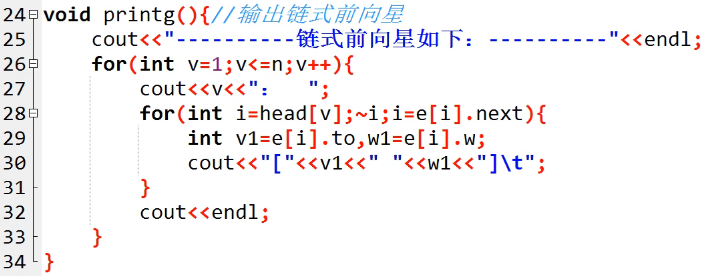 24 void printg(){//输出链式前向星
25 cout<<"----------链式前向星如下: ----------"<<endl;
26 for(int v=1;v<=n;v++){
27 cout<<v<<":  ";
28 for(int i=head[v];~i;i=e[i].next){
29 int v1=e[i].to,w1=e[i].w;
30 cout<<"["<<v1<<" "<<w1<<"]\t";
31 }
32 cout<<endl;
33 }
34 }